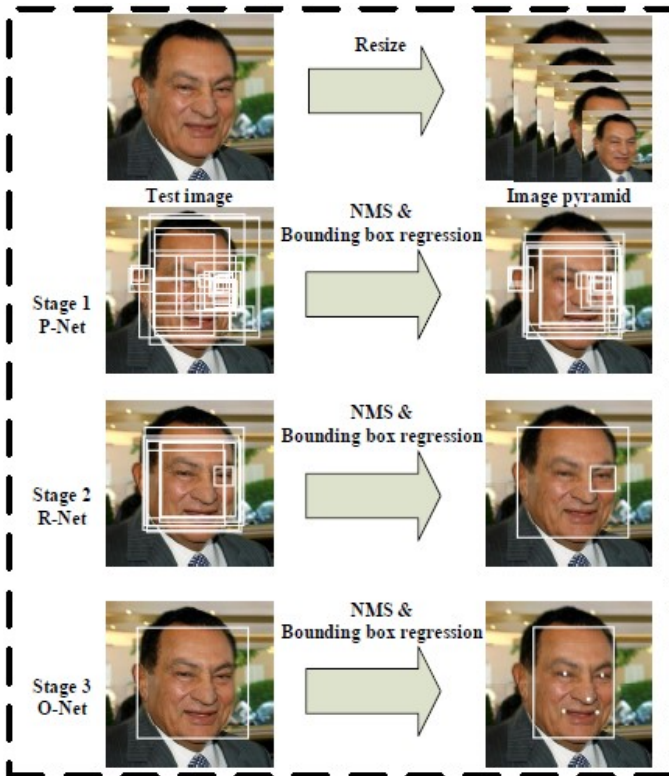 Resize
Test image
Image pyramid
NMS &
Bounding box regression
Stage 1
P-Net
NMS &
Bounding box regression
Stage 2
R-Net
NMS &
Bounding box regression
Stage 3
O-Net